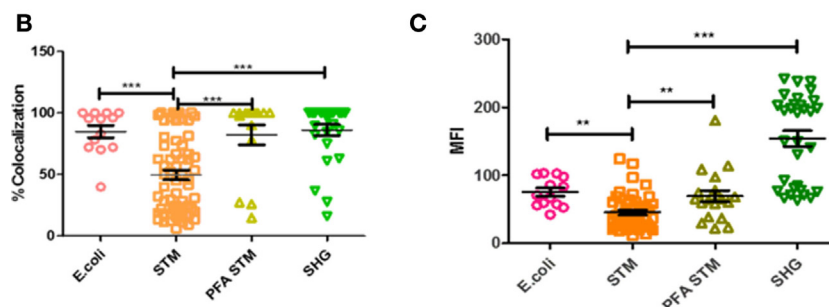 B
150
100
50
0
% Colocalization
***
***
***
E.coli
STM
PFA STM
SHG
C
300
200
100
0
MFI
***
**
**
E.coli
STM
PFA STM
SHG